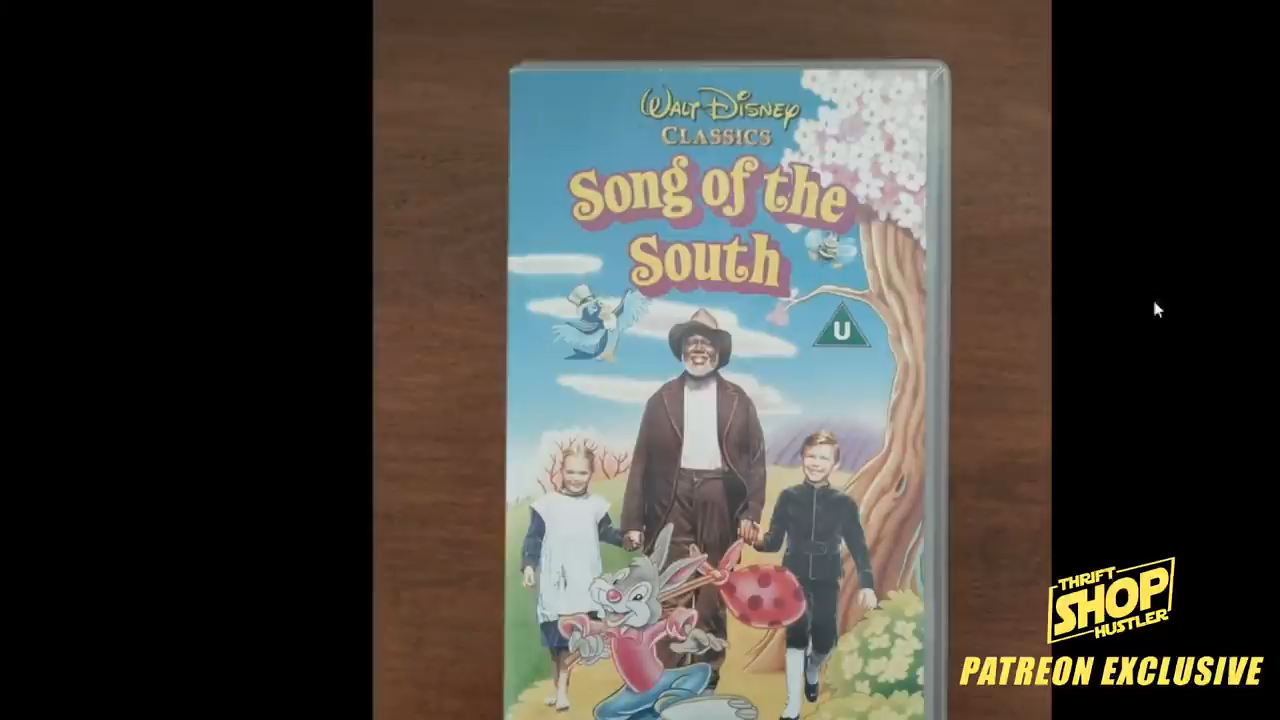 WALT DISNEY
CLASSICS
Song of the
South
U
THRIFT
SHOP
HUSTLER
PATREON EXCLUSIVE